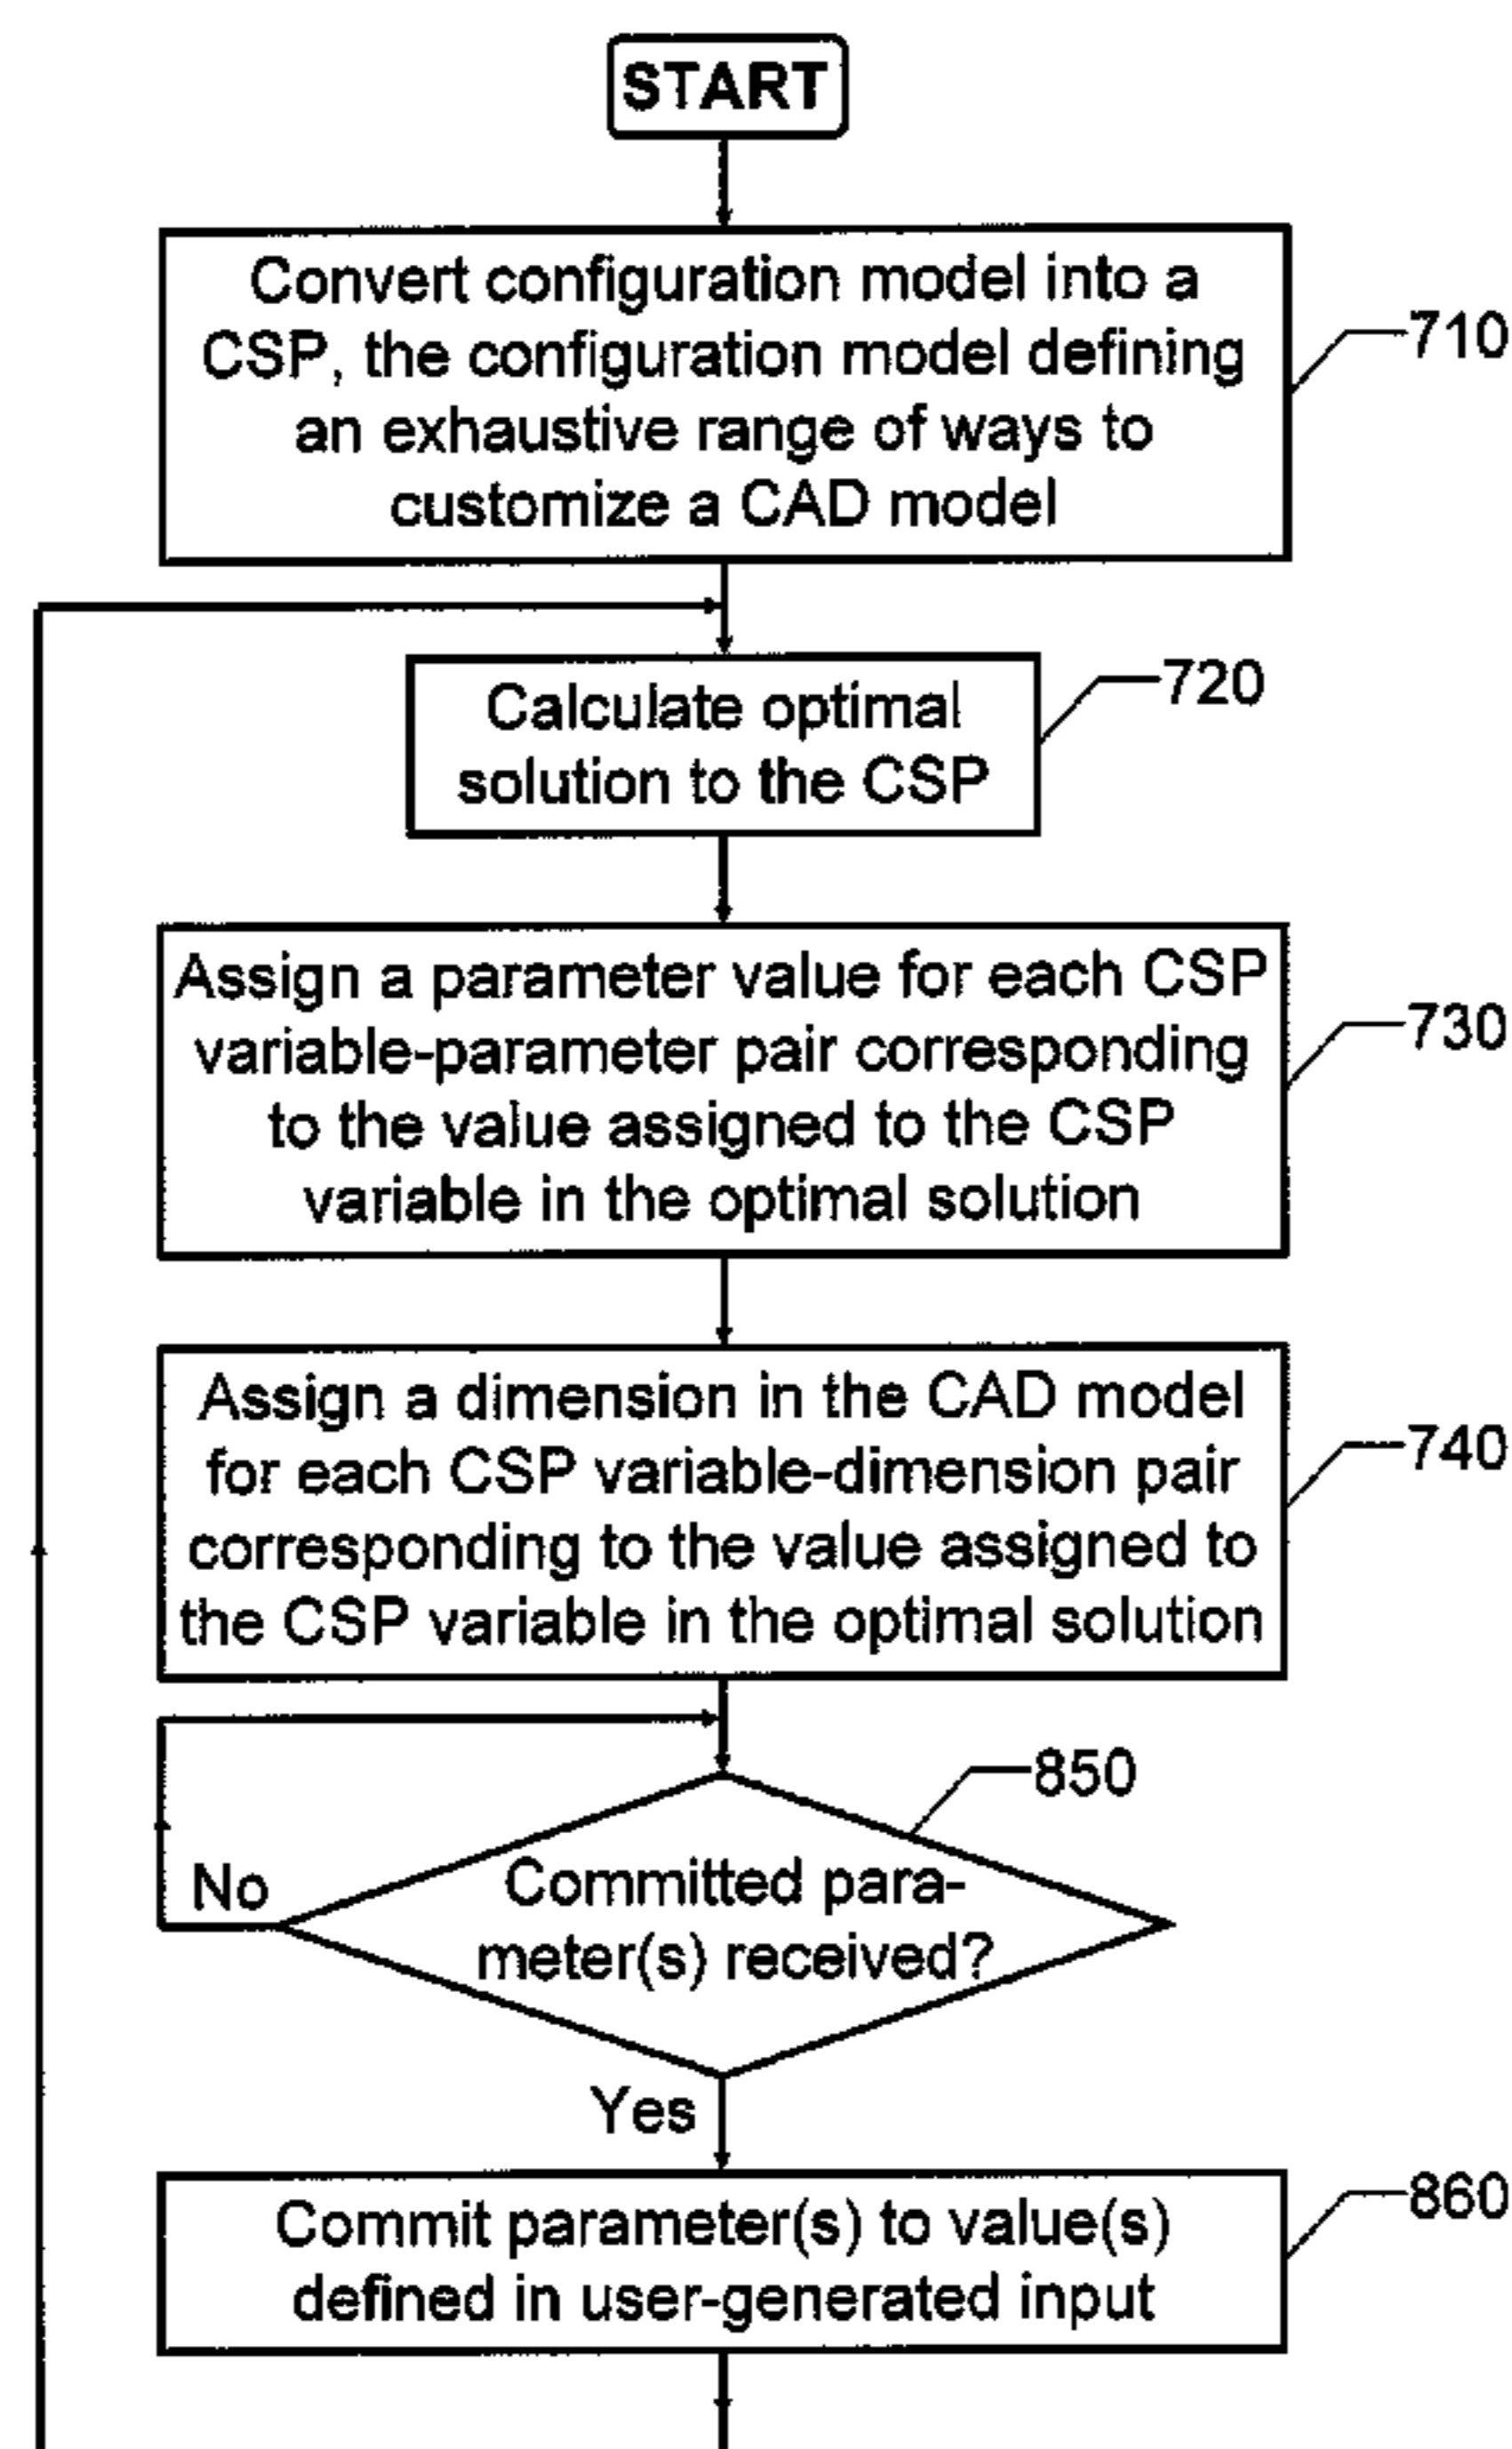 START
Convert configuration model into a
CSP, the configuration model defining
an exhaustive range of ways to
customize a CAD model
710
Calculate optimal
solution to the CSP
720
Assign a parameter value for each CSP
variable-parameter pair corresponding
to the value assigned to the CSP
variable in the optimal solution
730
Assign a dimension in the CAD model
for each CSP variable-dimension pair
corresponding to the value assigned to
the CSP variable in the optimal solution
740
850
No
Committed para-
meter(s) received?
Yes
Commit parameter(s) to value(s)
defined in user-generated input
860